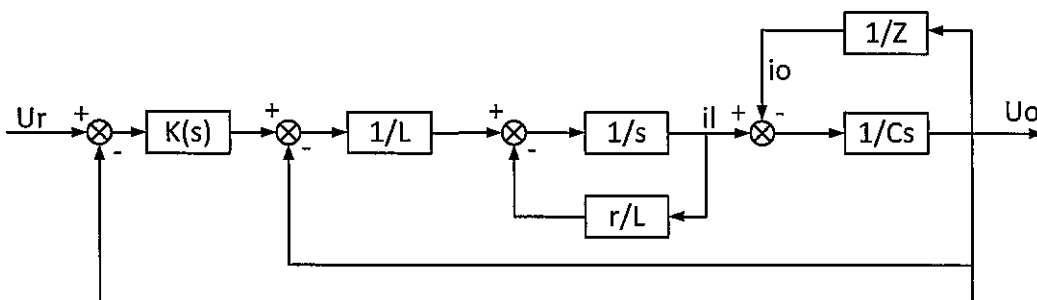 1/Z
io
Ur
+
-
K(s)
+
-
1/L
+
-
1/s
il
+
-
1/Cs
Uo
r/L